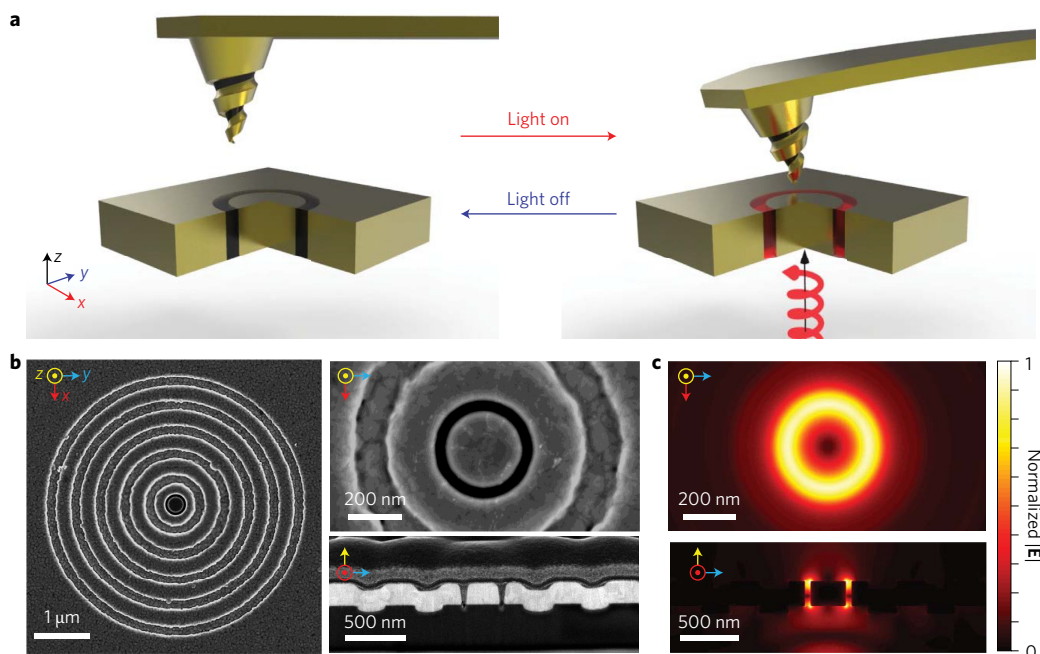 a
Light on
Light off
z
y
x
b
z
y
x
1 μm
200 nm
500 nm
c
200 nm
500 nm
1
Normalized |E|
0